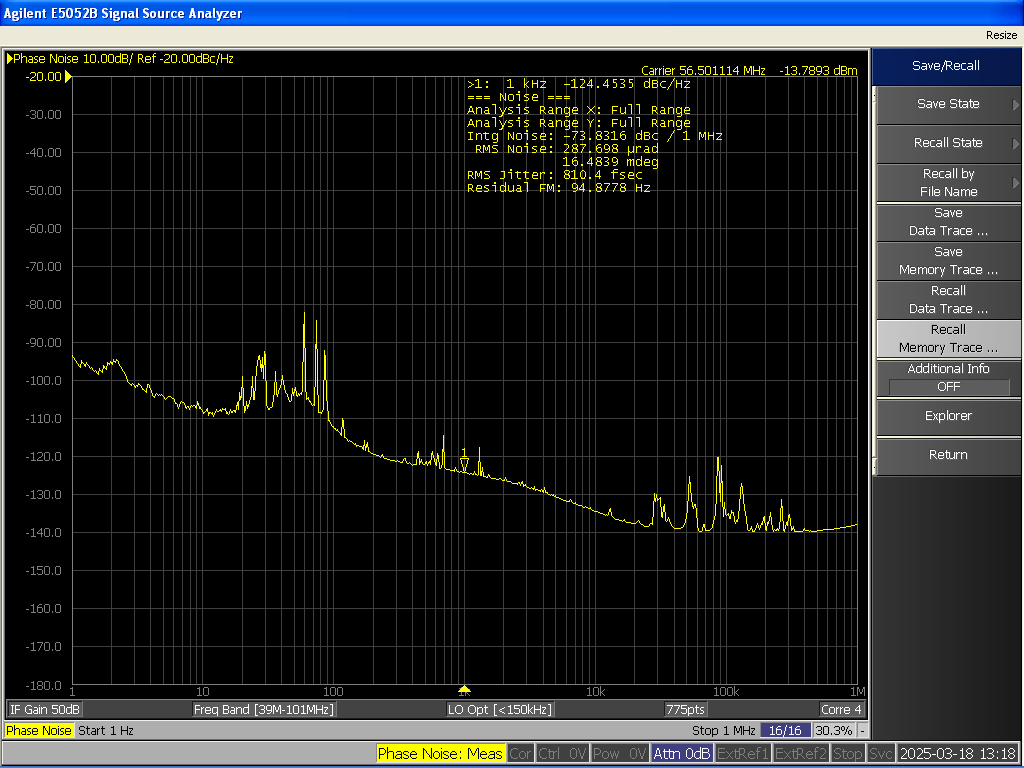 Agilent E5052B Signal Source Analyzer
Resize
Phase Noise 10.00dB/ Ref -20.00dBc/Hz
Carrier 56.501114 MHz -13.7893 dBm
>1: 1 kHz -124.4535 dBc/Hz
=== Noise ===
Analysis Range X: Full Range
Analysis Range Y: Full Range
Intg Noise: -73.8316 dBc / 1 MHz
RMS Noise: 287.698 µrad
16.4839 mdeg
RMS Jitter: 810.4 fsec
Residual FM: 94.8778 Hz
-20.00
-30.00
-40.00
-50.00
-60.00
-70.00
-80.00
-90.00
-100.0
-110.0
-120.0
-130.0
-140.0
-150.0
-160.0
-170.0
-180.0
1
1 10 100 1k 10k 100k 1M
IF Gain 50dB Freq Band [39M-101MHz] LO Opt [<150kHz] 775pts Corre 4
Phase Noise Start 1 Hz Stop 1 MHz 16/16 30.3% -
Phase Noise: Meas Cor Ctrl 0V Pow 0V Attn 0dB ExtRef1 ExtRef2 Stop Svc 2025-03-18 13:18
Save/Recall
Save State
Recall State
Recall by
File Name
Save
Data Trace ...
Save
Memory Trace ...
Recall
Data Trace ...
Recall
Memory Trace ...
Additional Info
OFF
Explorer
Return